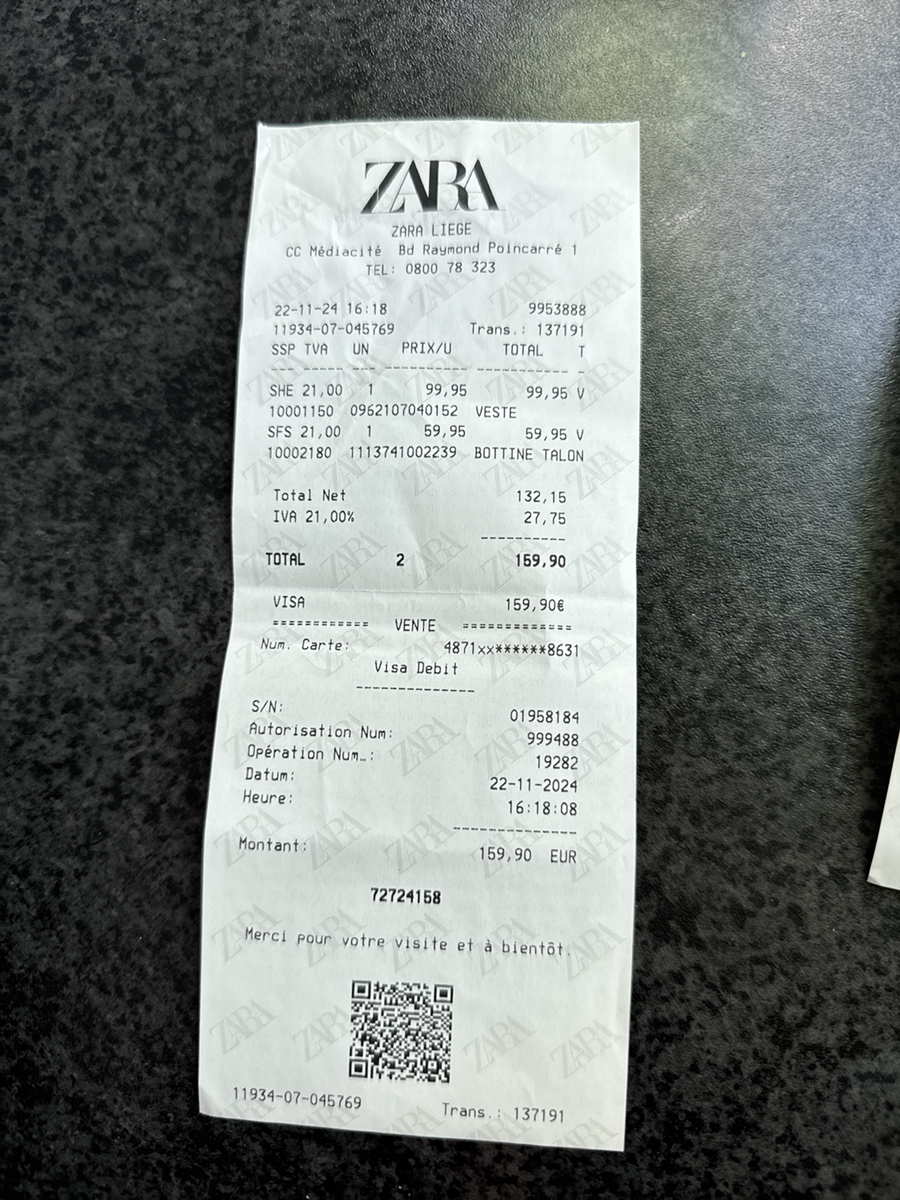 ZARA
ZARA LIEGE
CC Médiacité Bd Raymond Poincarré 1
TEL: 0800 78 323
22-11-24 16:18 9953888
11934-07-045769 Trans.: 137191
SSP TVA UN PRIX/U TOTAL T
--- ----- --- ---------- ----------- -
SHE 21,00 1 99,95 99,95 V
10001150 0962107040152 VESTE
SFS 21,00 1 59,95 59,95 V
10002180 1113741002239 BOTTINE TALON
Total Net 132,15
IVA 21,00% 27,75
----------
TOTAL 2 159,90
VISA 159,90€
============ VENTE =============
Num. Carte: 4871xx******8631
Visa Debit
--------------
S/N: 01958184
Autorisation Num: 999488
Opération Num…: 19282
Datum: 22-11-2024
Heure: 16:18:08
--------------
Montant: 159,90 EUR
72724158
Merci pour votre visite et à bientôt.
11934-07-045769 Trans.: 137191